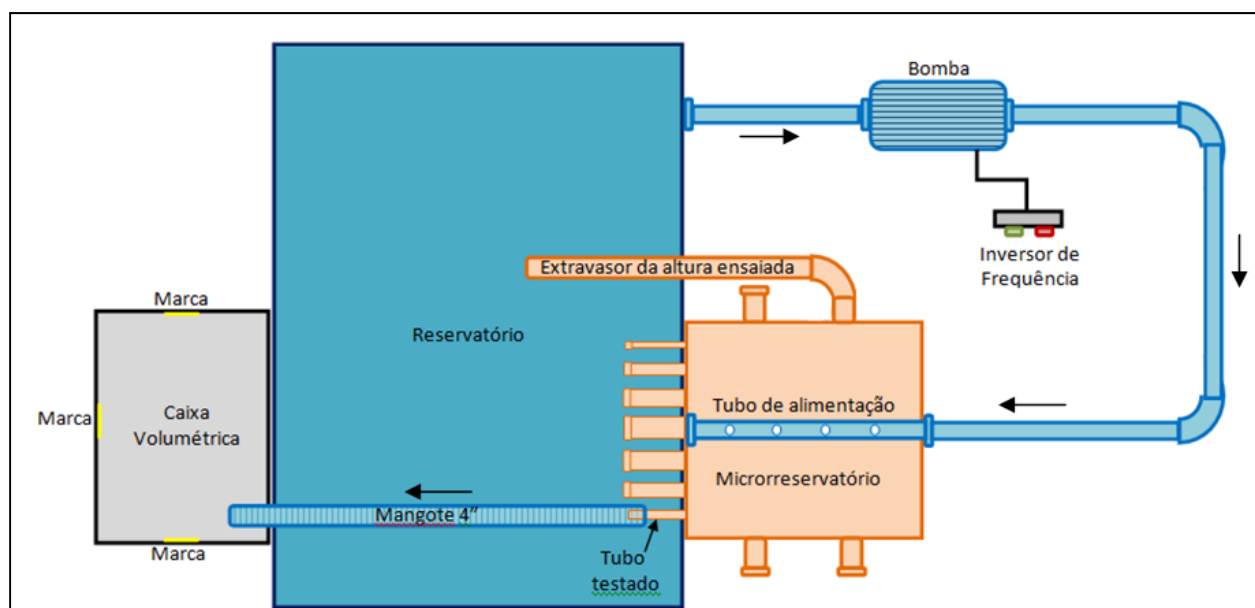 Bomba
Inversor de
Frequência
Extravasor da altura ensaiada
Marca
Reservatório
Marca
Caixa
Volumétrica
Tubo de alimentação
Microrreservatório
Mangote 4”
Marca
Tubo
testado